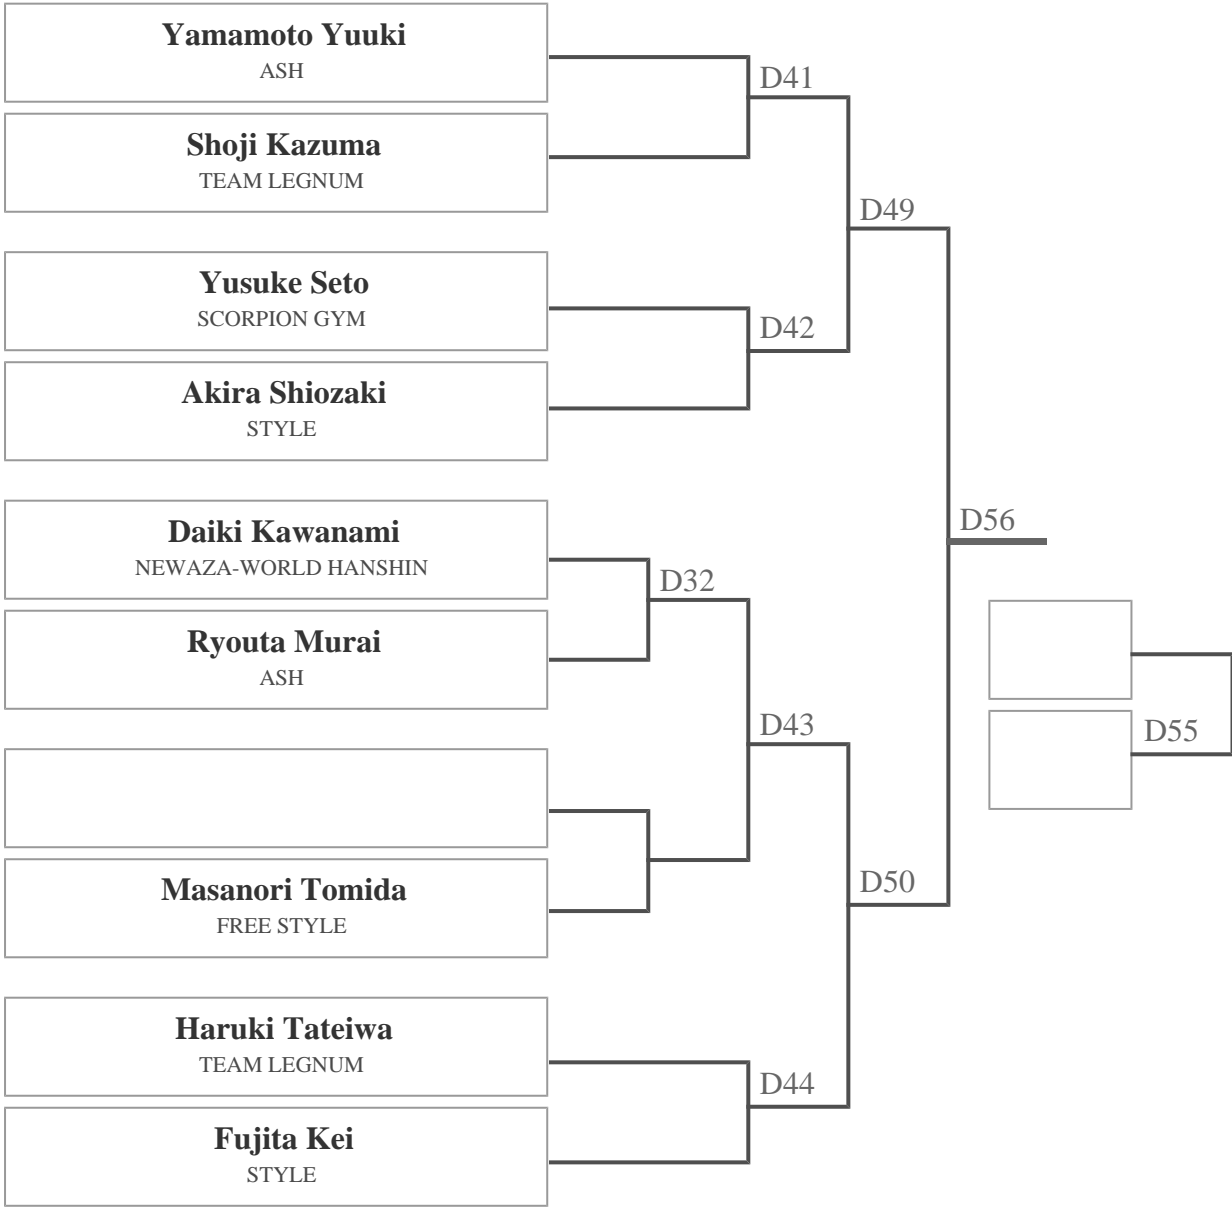 Yamamoto Yuuki
ASH
D41
Shoji Kazuma
TEAM LEGNUM
D49
Yusuke Seto
SCORPION GYM
D42
Akira Shiozaki
STYLE
Daiki Kawanami
NEWAZA-WORLD HANSHIN
D56
D32
Ryouta Murai
ASH
D43
D55
Masanori Tomida
FREE STYLE
D50
Haruki Tateiwa
TEAM LEGNUM
D44
Fujita Kei
STYLE